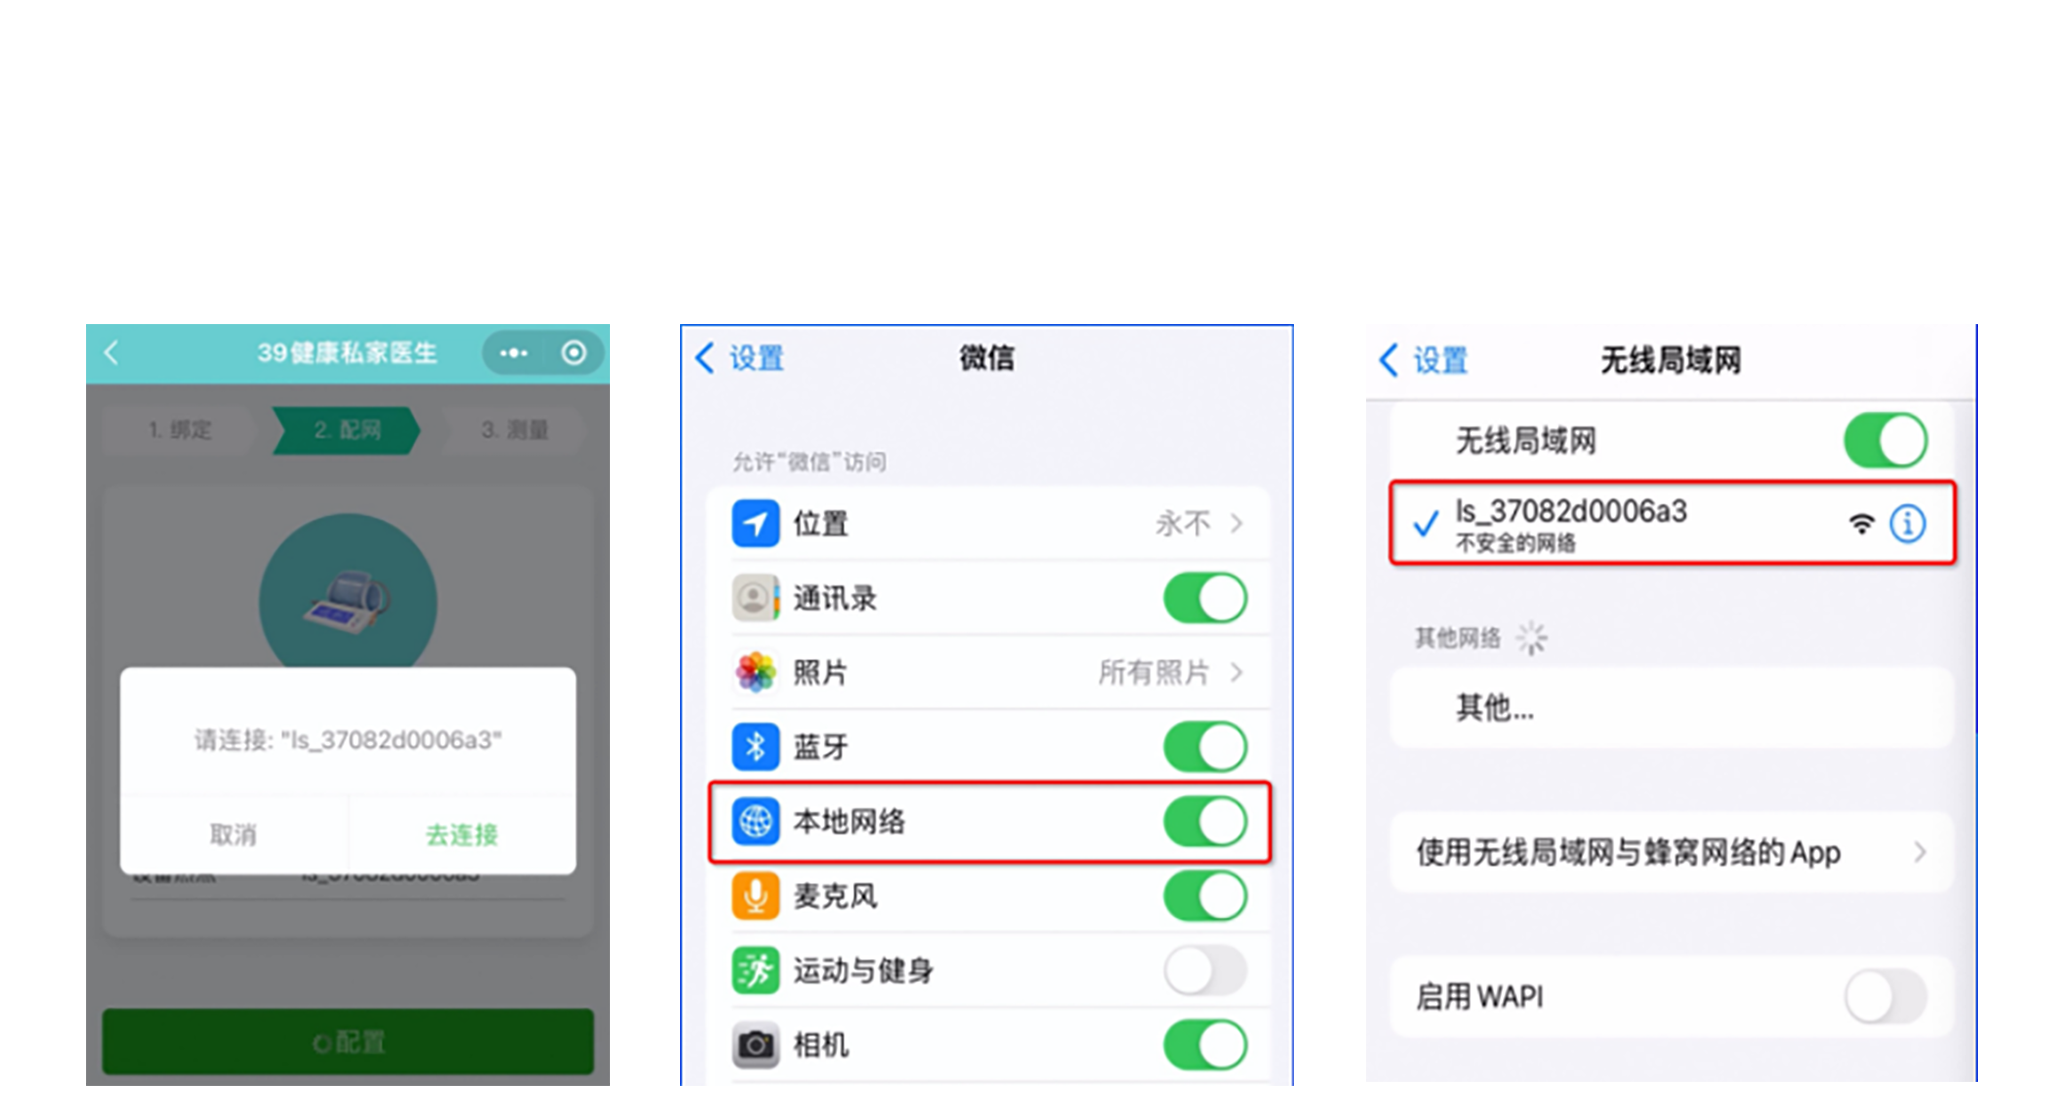 39健康私家医生
1. 绑定
2. 配网
3. 测量
请连接: "ls_37082d0006a3"
取消
去连接
配置
设置
微信
允许“微信”访问
位置
永不
通讯录
照片
所有照片
蓝牙
本地网络
麦克风
运动与健身
相机
设置
无线局域网
无线局域网
ls_37082d0006a3
不安全的网络
其他网络
其他...
使用无线局域网与蜂窝网络的 App
启用 WAPI